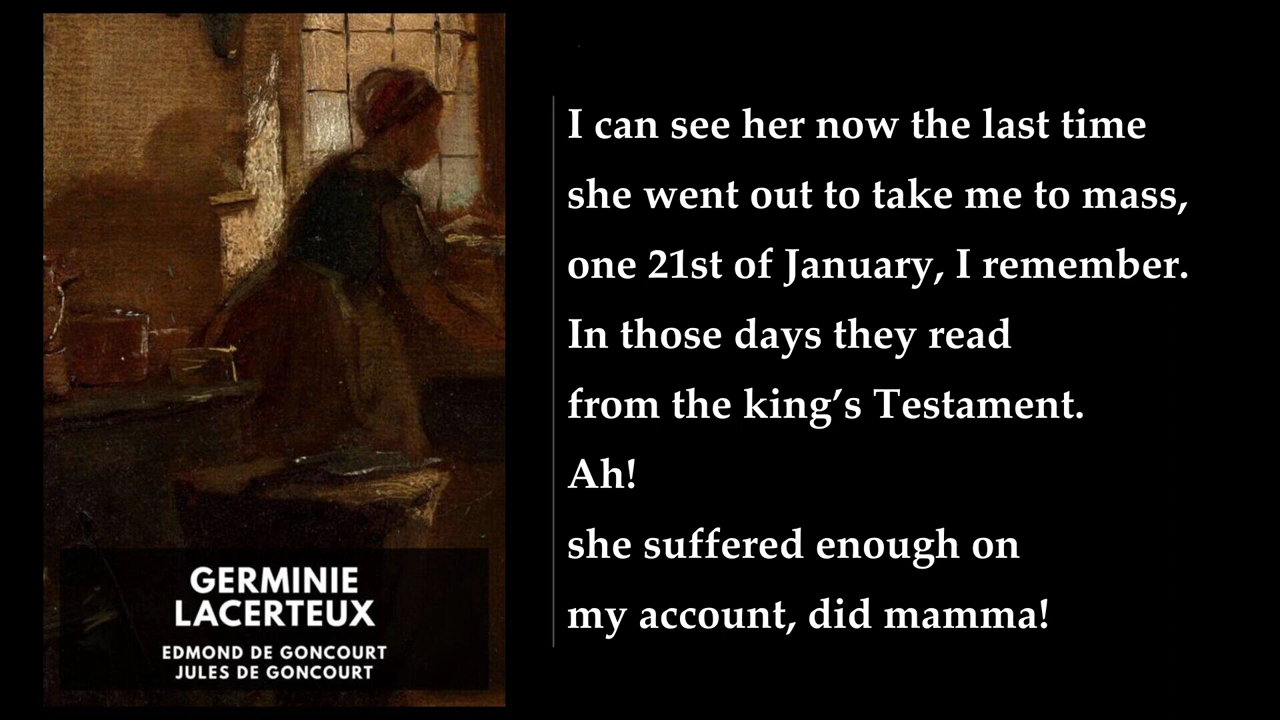 GERMINIE
LACERTEUX
EDMOND DE GONCOURT
JULES DE GONCOURT
I can see her now the last time
she went out to take me to mass,
one 21st of January, I remember.
In those days they read
from the king’s Testament.
Ah!
she suffered enough on
my account, did mamma!